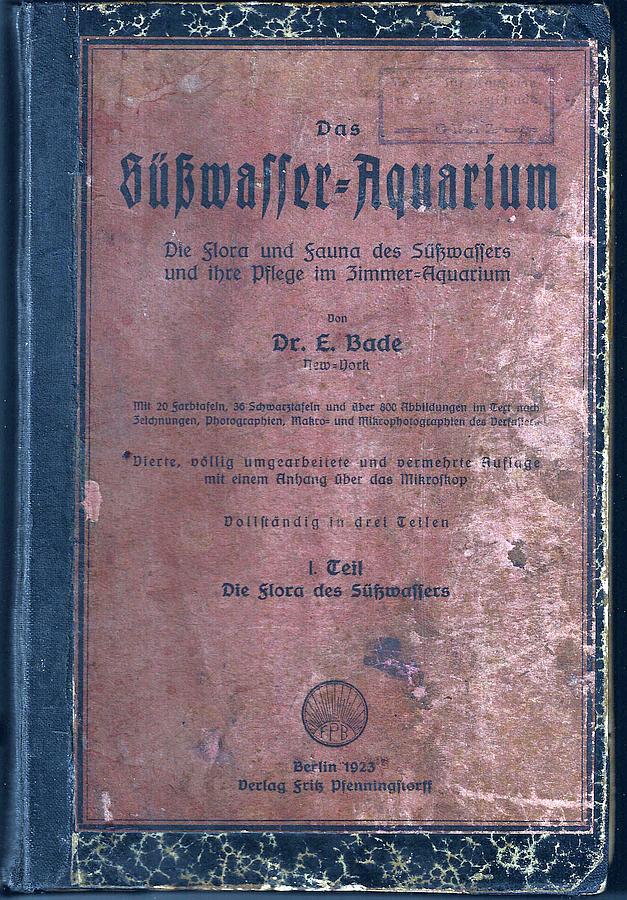 Das
Süßwasser-Aquarium
Die Flora und Fauna des Süßwassers
und ihre Pflege im Zimmer-Aquarium
Von
Dr. E. Bade
New-York
Mit 20 Farbtafeln, 36 Schwarztafeln und über 800 Abbildungen im Text nach
Zeichnungen, Photographien, Makro- und Mikrophotographien des Verfassers
Vierte, völlig umgearbeitete und vermehrte Auflage
mit einem Anhang über das Mikroskop
Vollständig in drei Teilen
I. Teil
Die Flora des Süßwassers
FPB
Berlin 1923
Verlag Fritz Pfenningstorff